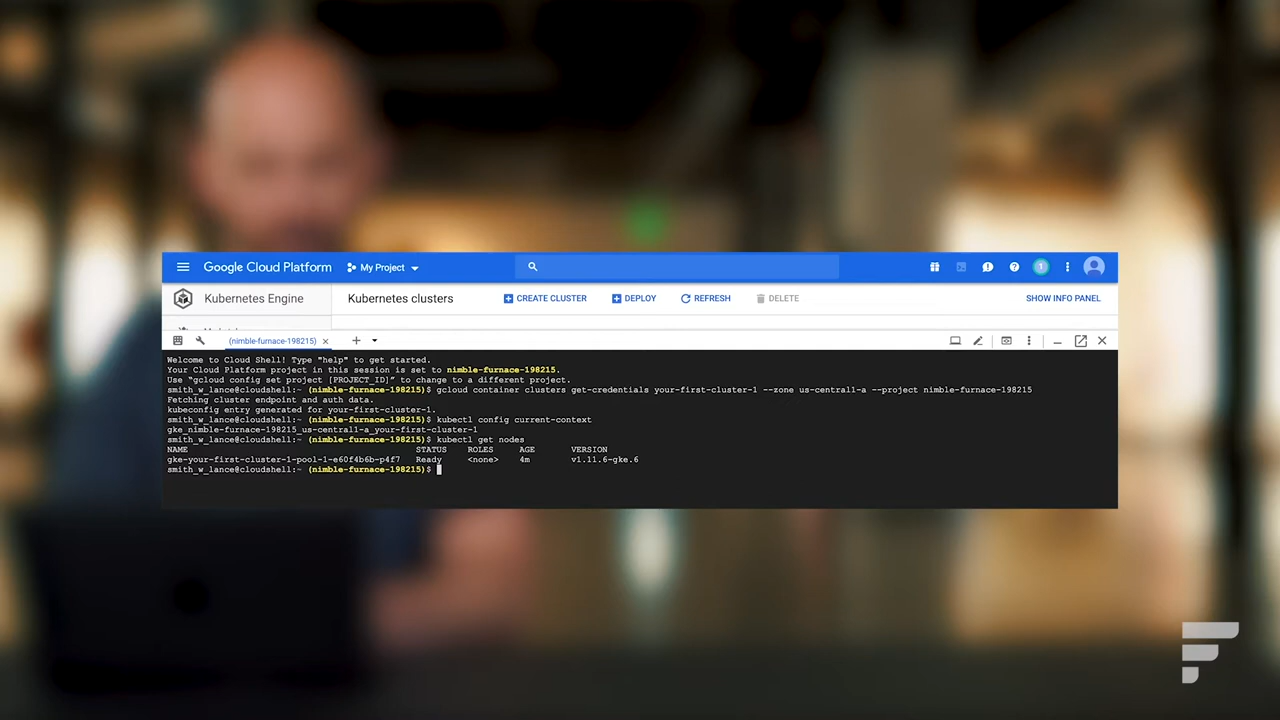 Google Cloud Platform My Project 1
Kubernetes Engine Kubernetes clusters CREATE CLUSTER DEPLOY REFRESH DELETE SHOW INFO PANEL
(nimble-furnace-198215)
Welcome to Cloud Shell! Type "help" to get started.
Your Cloud Platform project in this session is set to nimble-furnace-198215.
Use “gcloud config set project [PROJECT_ID]” to change to a different project.
smith_w_lance@cloudshell:~ (nimble-furnace-198215)$ gcloud container clusters get-credentials your-first-cluster-1 --zone us-central1-a --project nimble-furnace-198215
Fetching cluster endpoint and auth data.
kubeconfig entry generated for your-first-cluster-1.
smith_w_lance@cloudshell:~ (nimble-furnace-198215)$ kubectl config current-context
gke_nimble-furnace-198215_us-central1-a_your-first-cluster-1
smith_w_lance@cloudshell:~ (nimble-furnace-198215)$ kubectl get nodes
NAME STATUS ROLES AGE VERSION
gke-your-first-cluster-1-pool-1-e60f4b6b-p4f7 Ready <none> 4m v1.11.6-gke.6
smith_w_lance@cloudshell:~ (nimble-furnace-198215)$